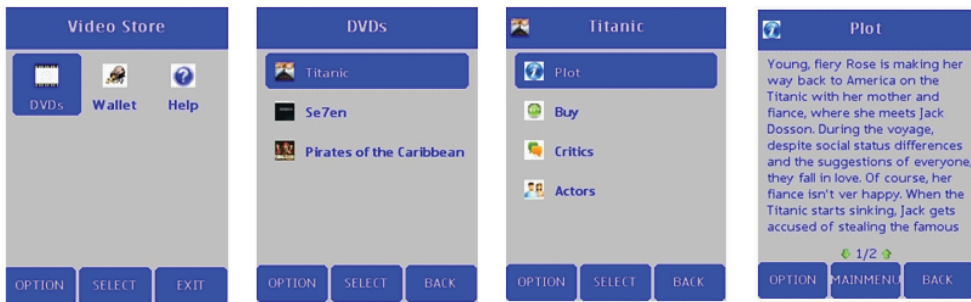 Video Store
DVDs
Wallet
Help
OPTION
SELECT
EXIT
DVDs
Titanic
Se7en
Pirates of the Caribbean
OPTION
SELECT
BACK
Titanic
Plot
Buy
Critics
Actors
OPTION
SELECT
BACK
Plot
Young, fiery Rose is making her
way back to America on the
Titanic with her mother and
fiance, where she meets Jack
Dosson. During the voyage,
despite social status differences
and the suggestions of everyone,
they fall in love. Of course, her
fiance isn't ver happy. When the
Titanic starts sinking, Jack gets
accused of stealing the famous
1/2
OPTION
MAINMENU
BACK